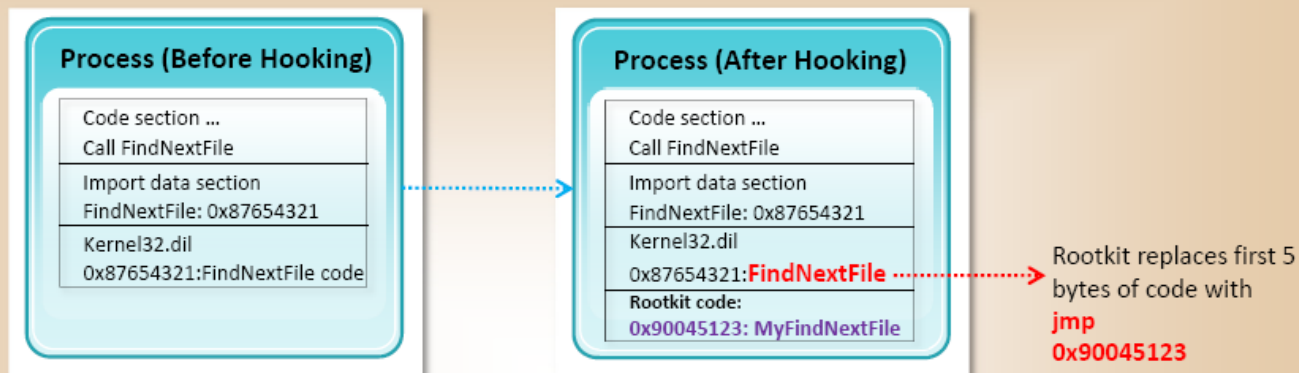 Process (Before Hooking)
Code section ...
Call FindNextFile
Import data section
FindNextFile: 0x87654321
Kernel32.dil
0x87654321:FindNextFile code
Process (After Hooking)
Code section ...
Call FindNextFile
Import data section
FindNextFile: 0x87654321
Kernel32.dil
0x87654321:FindNextFile
Rootkit code:
0x90045123: MyFindNextFile
Rootkit replaces first 5
bytes of code with
jmp
0x90045123